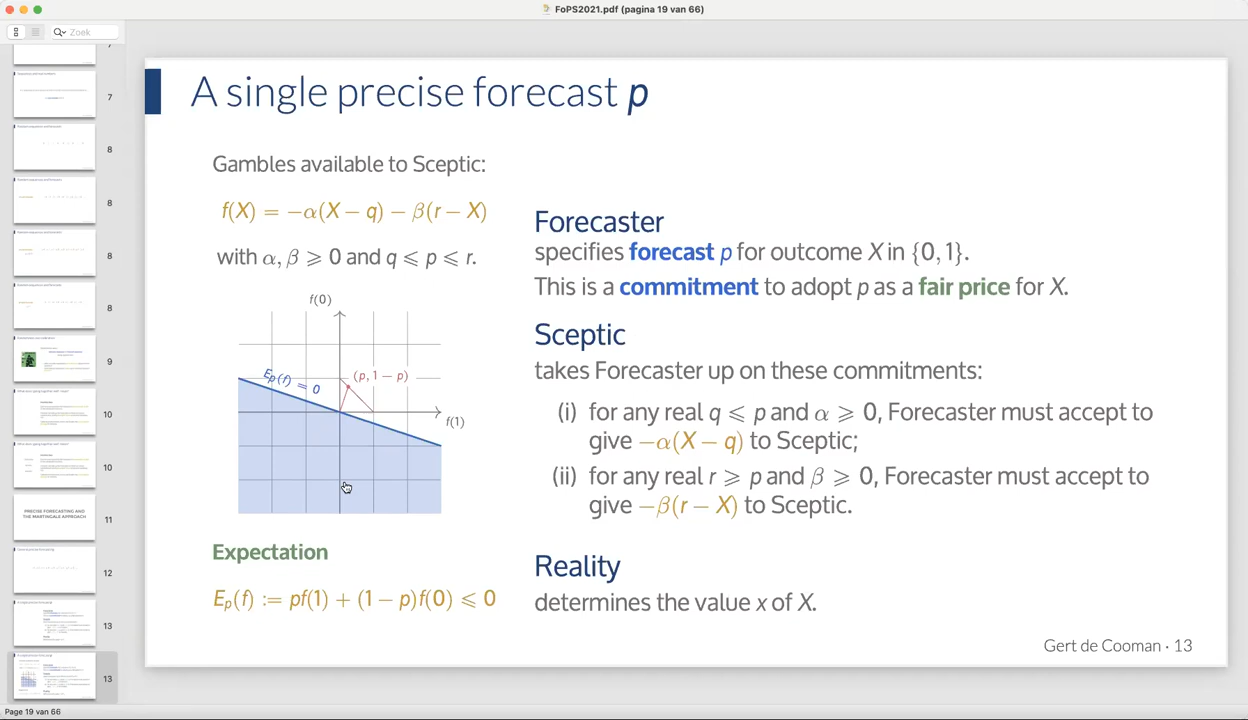 FoPS2021.pdf (pagina 19 van 66)
Zoek
7
8
8
8
8
9
10
10
PRECISE FORECASTING AND
THE MARTINGALE APPROACH
11
12
13
13
Page 19 van 66
A single precise forecast p
Gambles available to Sceptic:
f(X) = −α(X − q) − β(r − X)
with α, β ⩾ 0 and q ⩽ p ⩽ r.
f(0)
E_p(f) = 0
(p, 1 − p)
f(1)
Expectation
E_p(f) := pf(1) + (1 − p)f(0) ⩽ 0
Forecaster
specifies forecast p for outcome X in {0, 1}.
This is a commitment to adopt p as a fair price for X.
Sceptic
takes Forecaster up on these commitments:
(i) for any real q ⩽ p and α ⩾ 0, Forecaster must accept to
give −α(X − q) to Sceptic;
(ii) for any real r ⩾ p and β ⩾ 0, Forecaster must accept to
give −β(r − X) to Sceptic.
Reality
determines the value x of X.
Gert de Cooman · 13